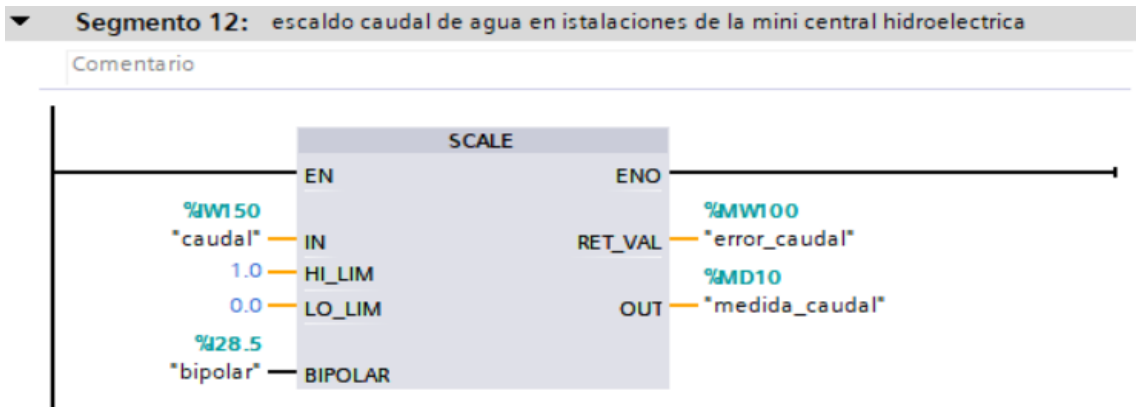 Segmento 12: escaldo caudal de agua en istalaciones de la mini central hidroelectrica
Comentario
SCALE
EN ENO
%IW150 %MW100
"caudal" IN RET_VAL "error_caudal"
1.0 HI_LIM %MD10
0.0 LO_LIM OUT "medida_caudal"
%I28.5
"bipolar" BIPOLAR